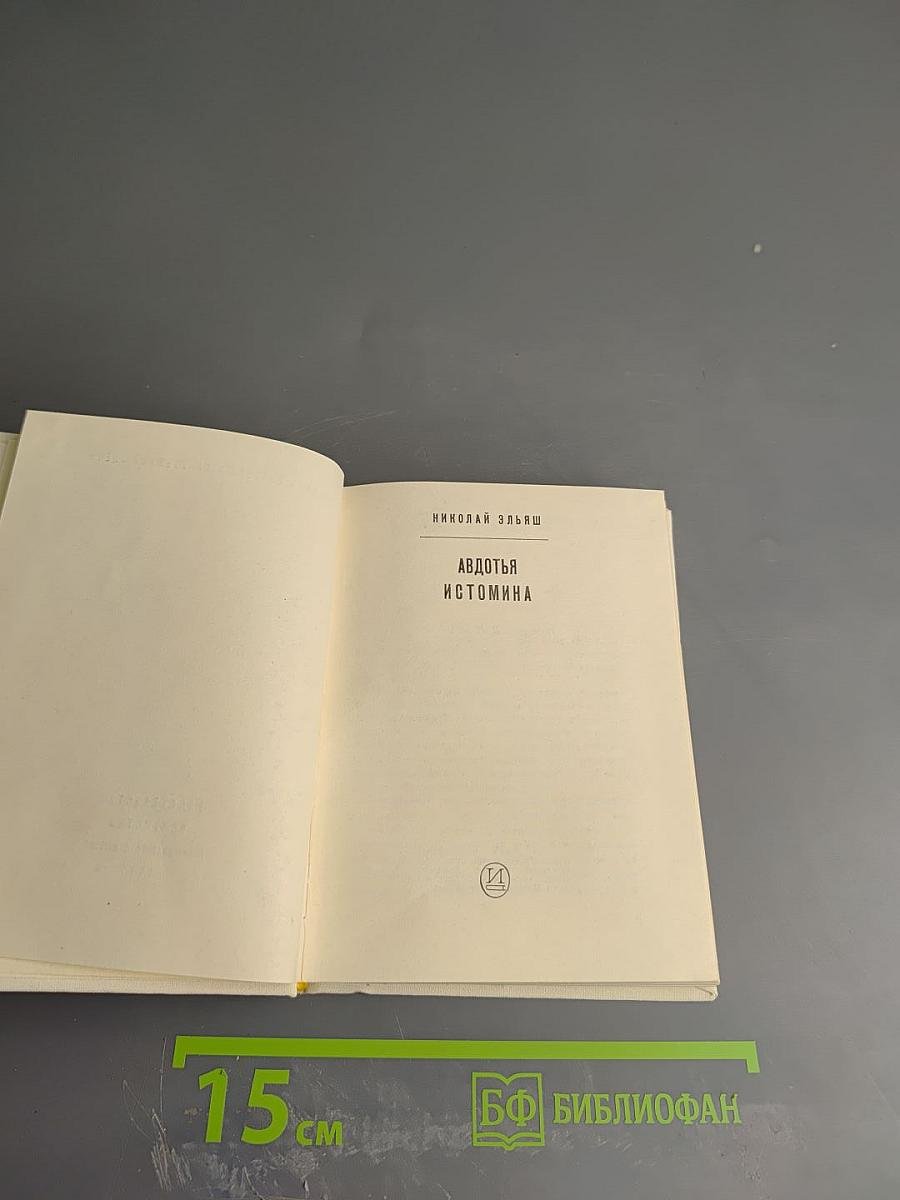 НИКОЛАЙ ЭЛЬЯШ
АВДОТЬЯ
ИСТОМИНА
И
15 см
БФ БИБЛИОФАН